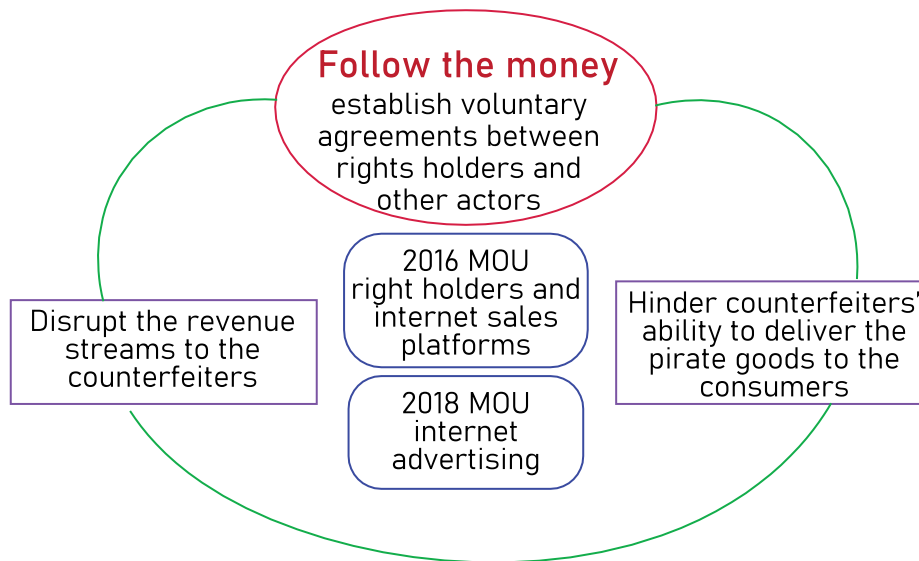 Follow the money
establish voluntary
agreements between
rights holders and
other actors
2016 MOU
right holders and
internet sales
platforms
2018 MOU
internet
advertising
Disrupt the revenue
streams to the
counterfeiters
Hinder counterfeiters'
ability to deliver the
pirate goods to the
consumers